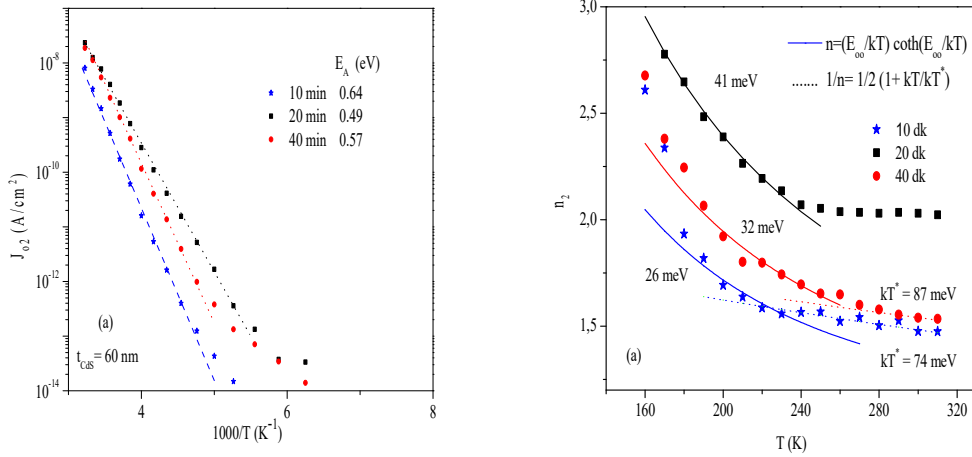 10⁻⁸
10⁻¹⁰
10⁻¹²
10⁻¹⁴
J₀₂ (A/cm⁻²)
E_A (eV)
10 min 0.64
20 min 0.49
40 min 0.57
(a)
t_CdS = 60 nm
4
6
8
1000/T (K⁻¹)
3,0
2,5
2,0
1,5
n₂
n=(E_oo/kT) coth(E_oo/kT)
1/n= 1/2 (1+ kT/kT*)
41 meV
10 dk
20 dk
40 dk
32 meV
26 meV
kT* = 87 meV
(a)
kT* = 74 meV
160
200
240
280
320
T (K)